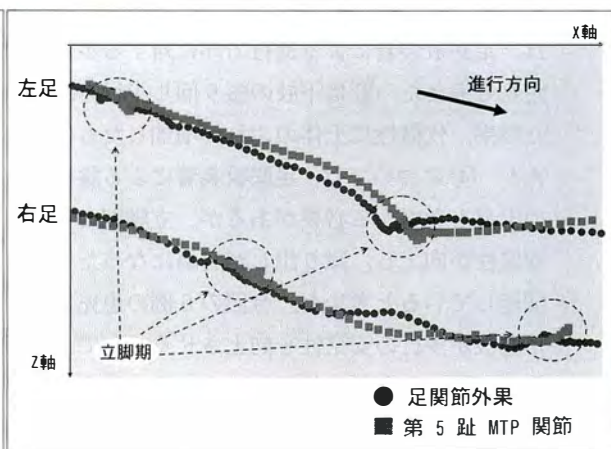 X軸
左足
進行方向
右足
立脚期
Z軸
● 足関節外果
■ 第 5 趾 MTP 関節